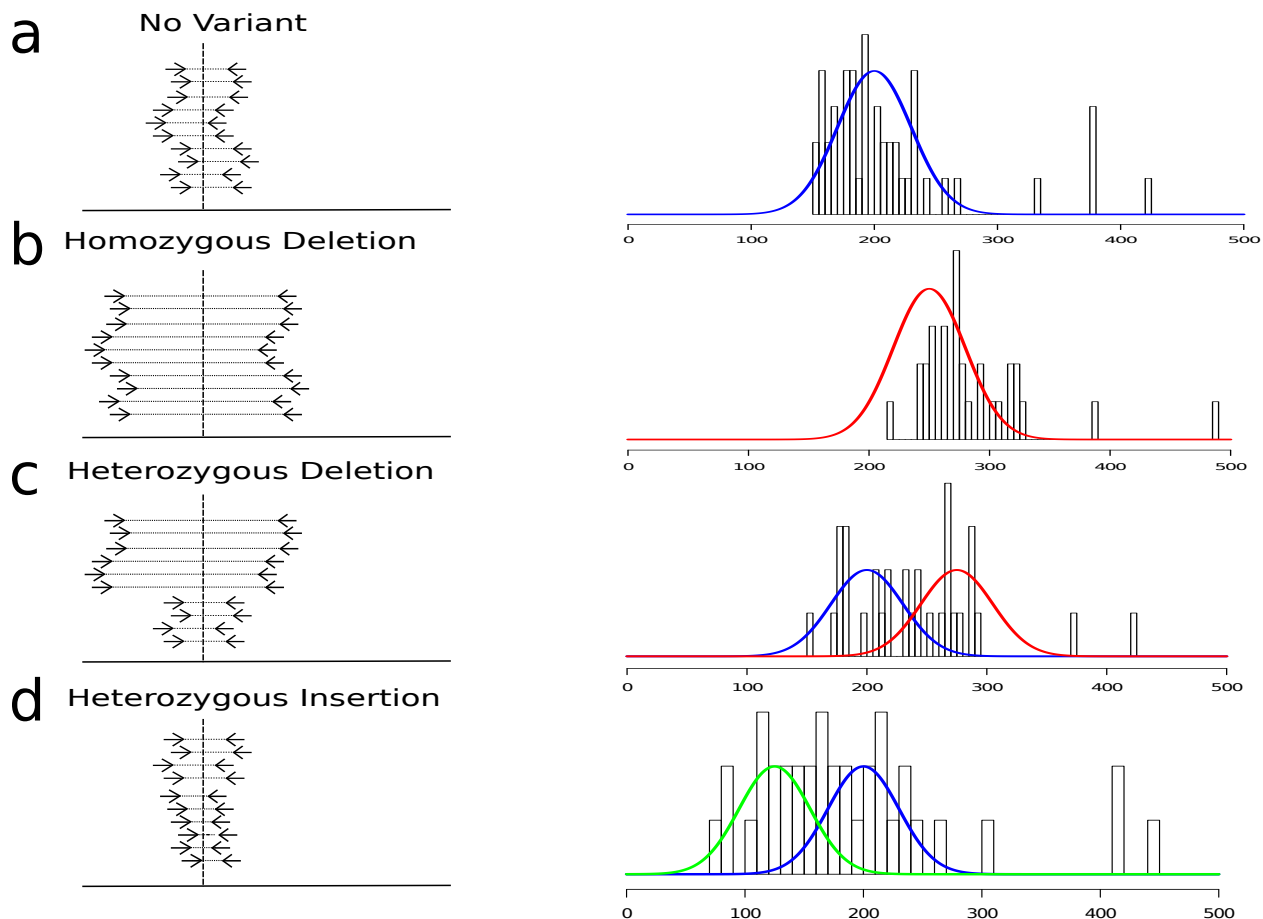 a
No Variant
0 100 200 300 400 500
b
Homozygous Deletion
0 100 200 300 400 500
c
Heterozygous Deletion
0 100 200 300 400 500
d
Heterozygous Insertion
0 100 200 300 400 500